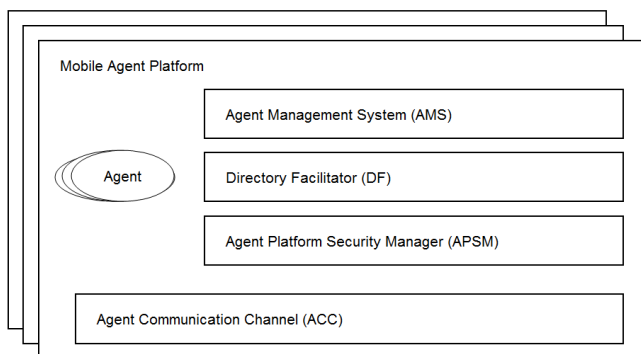 Mobile Agent Platform
Agent Management System (AMS)
Agent
Directory Facilitator (DF)
Agent Platform Security Manager (APSM)
Agent Communication Channel (ACC)